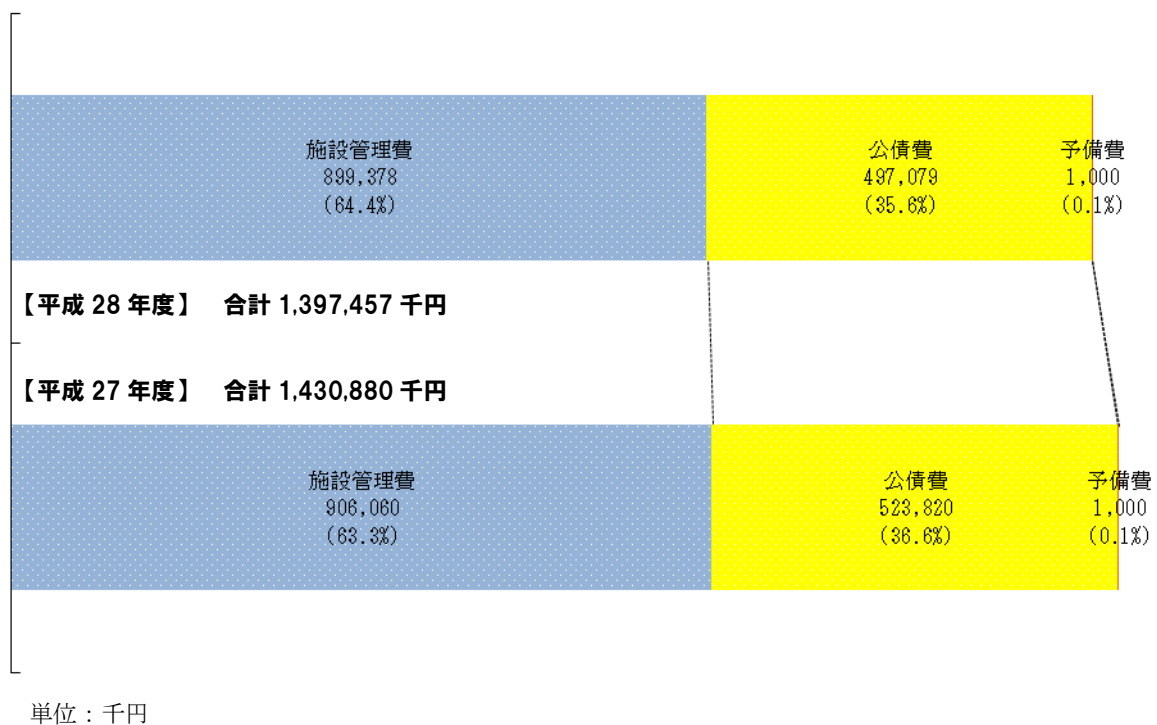 施設管理費
899,378
(64.4%)
公債費
497,079
(35.6%)
予備費
1,000
(0.1%)
【平成 28 年度】　合計 1,397,457 千円
【平成 27 年度】　合計 1,430,880 千円
施設管理費
906,060
(63.3%)
公債費
523,820
(36.6%)
予備費
1,000
(0.1%)
単位：千円